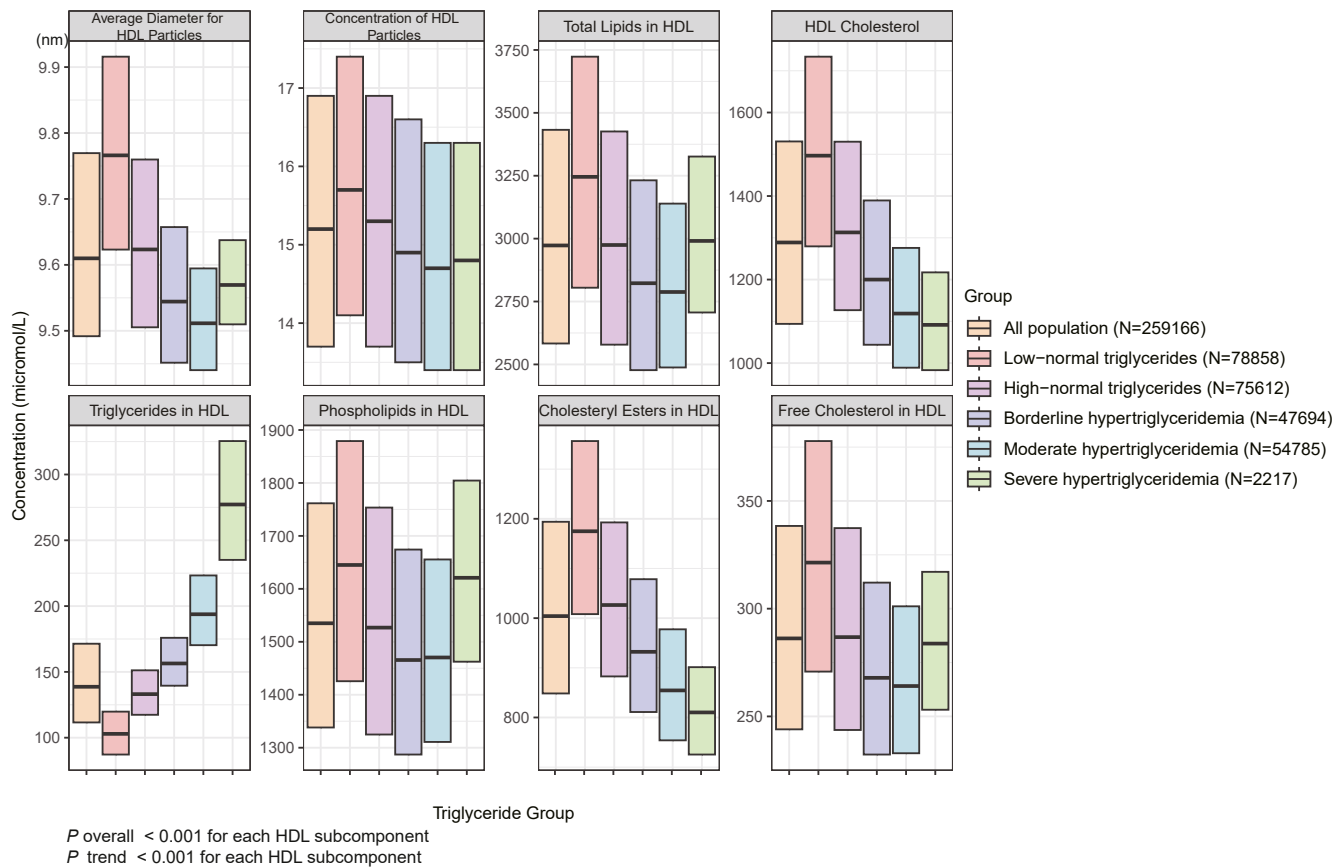 Average Diameter for
HDL Particles
Concentration of HDL
Particles
Total Lipids in HDL
HDL Cholesterol
(nm)
9.9
9.8
9.7
9.6
9.5
17
16
15
14
3750
3500
3250
3000
2750
2500
1600
1400
1200
1000
Concentration (micromol/L)
Triglycerides in HDL
Phospholipids in HDL
Cholesteryl Esters in HDL
Free Cholesterol in HDL
300
250
200
150
100
1900
1800
1700
1600
1500
1400
1300
1200
1000
800
350
300
250
Triglyceride Group
Group
All population (N=259166)
Low−normal triglycerides (N=78858)
High−normal triglycerides (N=75612)
Borderline hypertriglyceridemia (N=47694)
Moderate hypertriglyceridemia (N=54785)
Severe hypertriglyceridemia (N=2217)
P overall < 0.001 for each HDL subcomponent
P trend < 0.001 for each HDL subcomponent